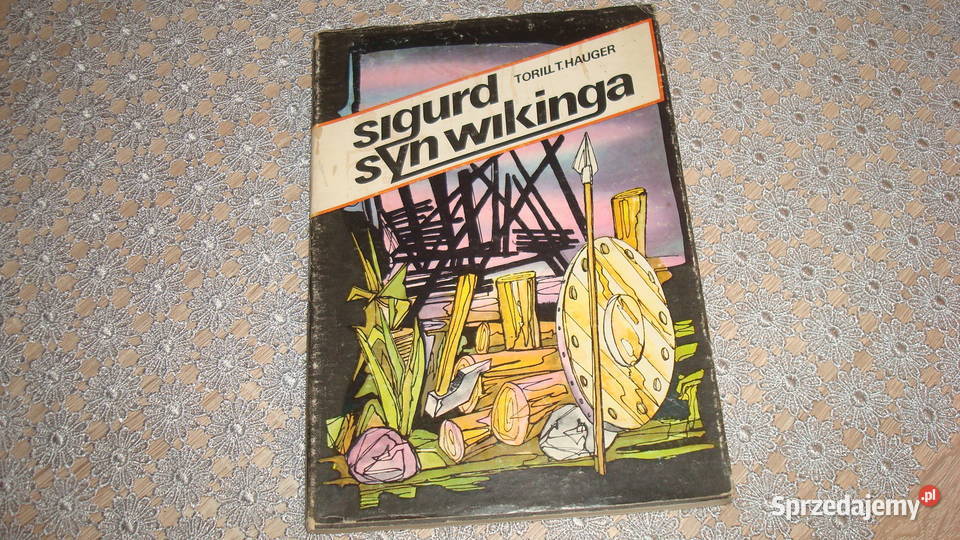 TORILL T. HAUGER
sigurd
syn wikinga
Sprzedajemy.pl